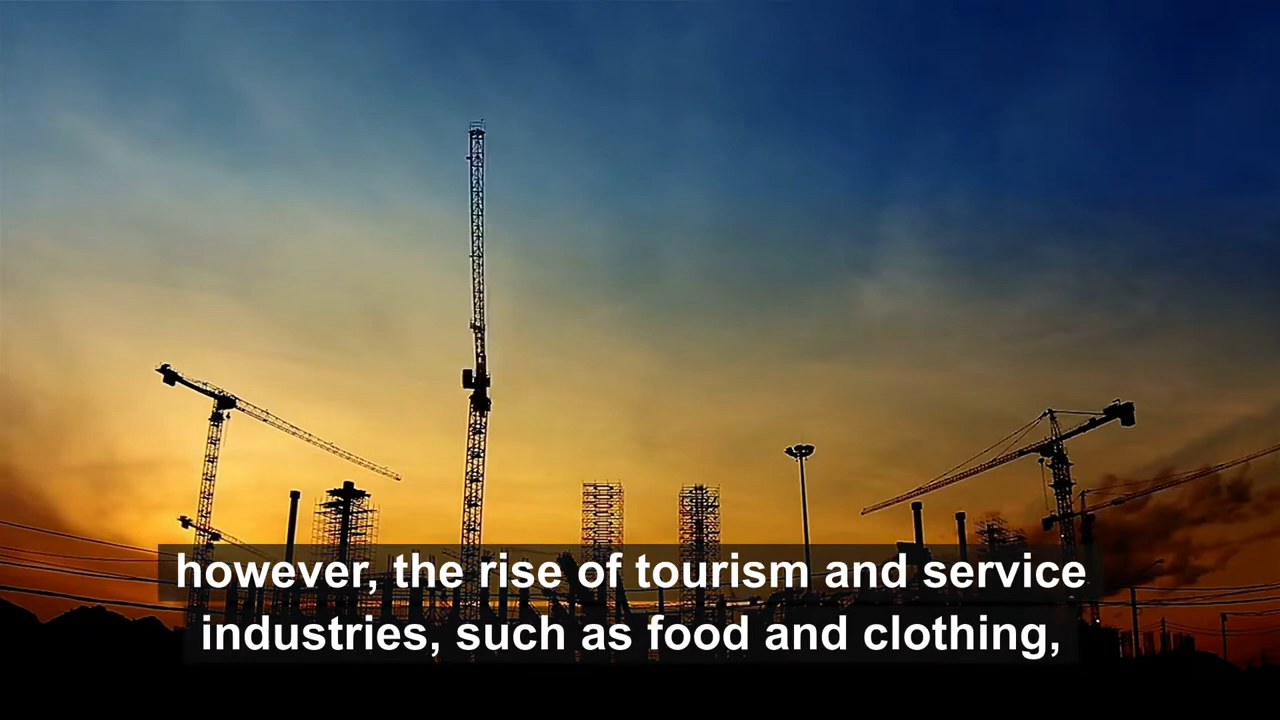 however, the rise of tourism and service
industries, such as food and clothing,